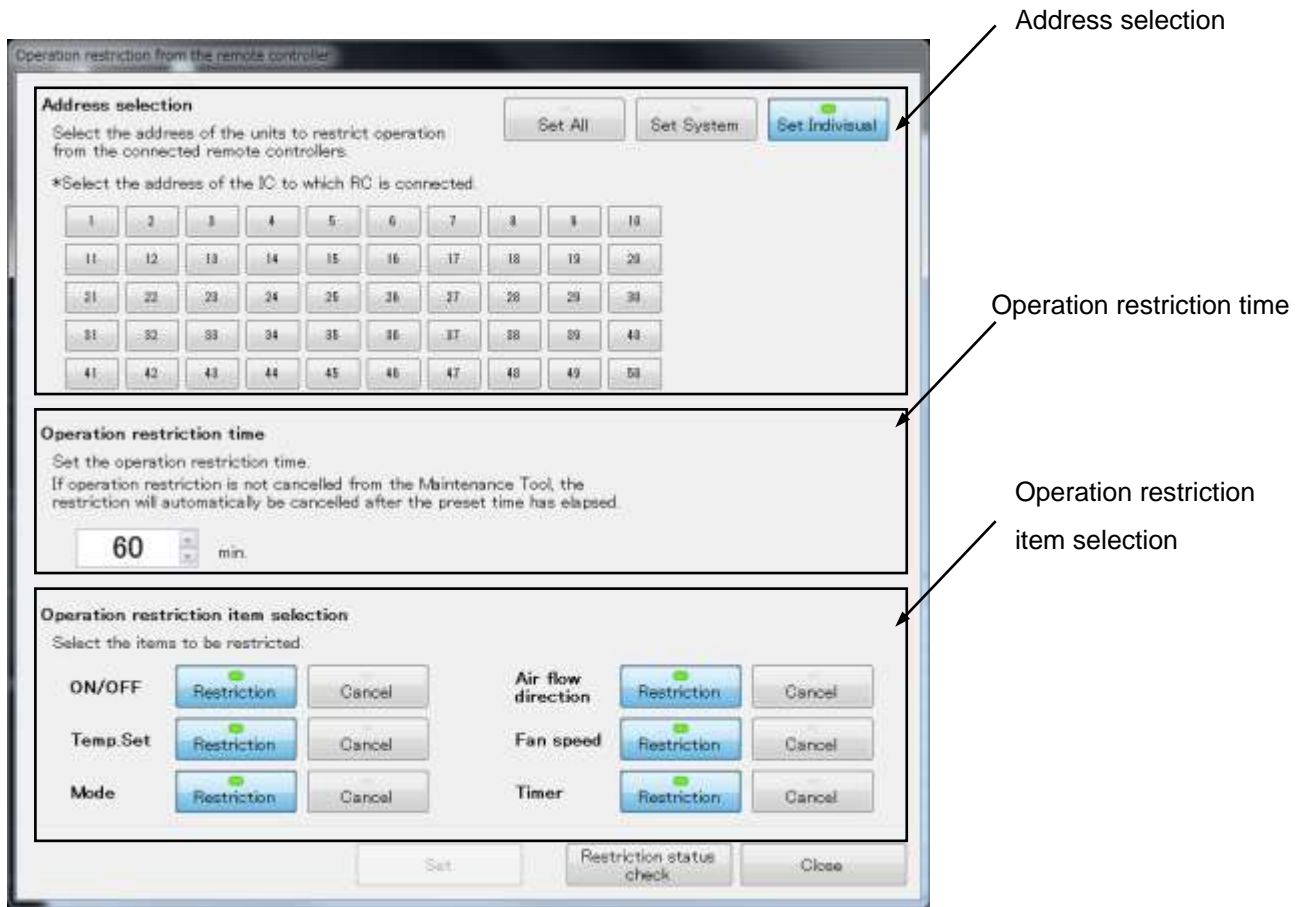 Address selection
Operation restriction from the remote controller
Address selection
Set All Set System Set Indivisual
Select the address of the units to restrict operation
from the connected remote controllers.
*Select the address of the IC to which RC is connected.
1 2 3 4 5 6 7 8 9 10
11 12 13 14 15 16 17 18 19 20
21 22 23 24 25 26 27 28 29 30
31 32 33 34 35 36 37 38 39 40
41 42 43 44 45 46 47 48 49 50
Operation restriction time
Operation restriction time
Set the operation restriction time.
If operation restriction is not cancelled from the Maintenance Tool, the
restriction will automatically be cancelled after the preset time has elapsed.
60 min.
Operation restriction
item selection
Operation restriction item selection
Select the items to be restricted.
ON/OFF Restriction Cancel Air flow
direction Restriction Cancel
Temp.Set Restriction Cancel Fan speed Restriction Cancel
Mode Restriction Cancel Timer Restriction Cancel
Set Restriction status
check Close